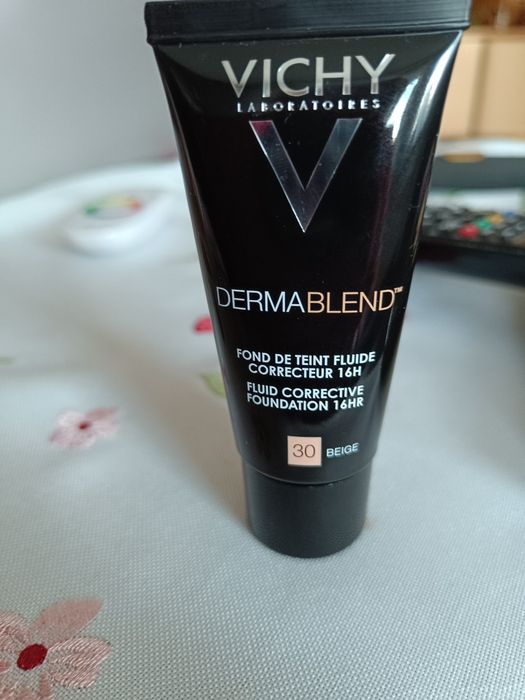 VICHY
LABORATOIRES
V
DERMABLEND™
FOND DE TEINT FLUIDE
CORRECTEUR 16H
FLUID CORRECTIVE
FOUNDATION 16HR
30 BEIGE